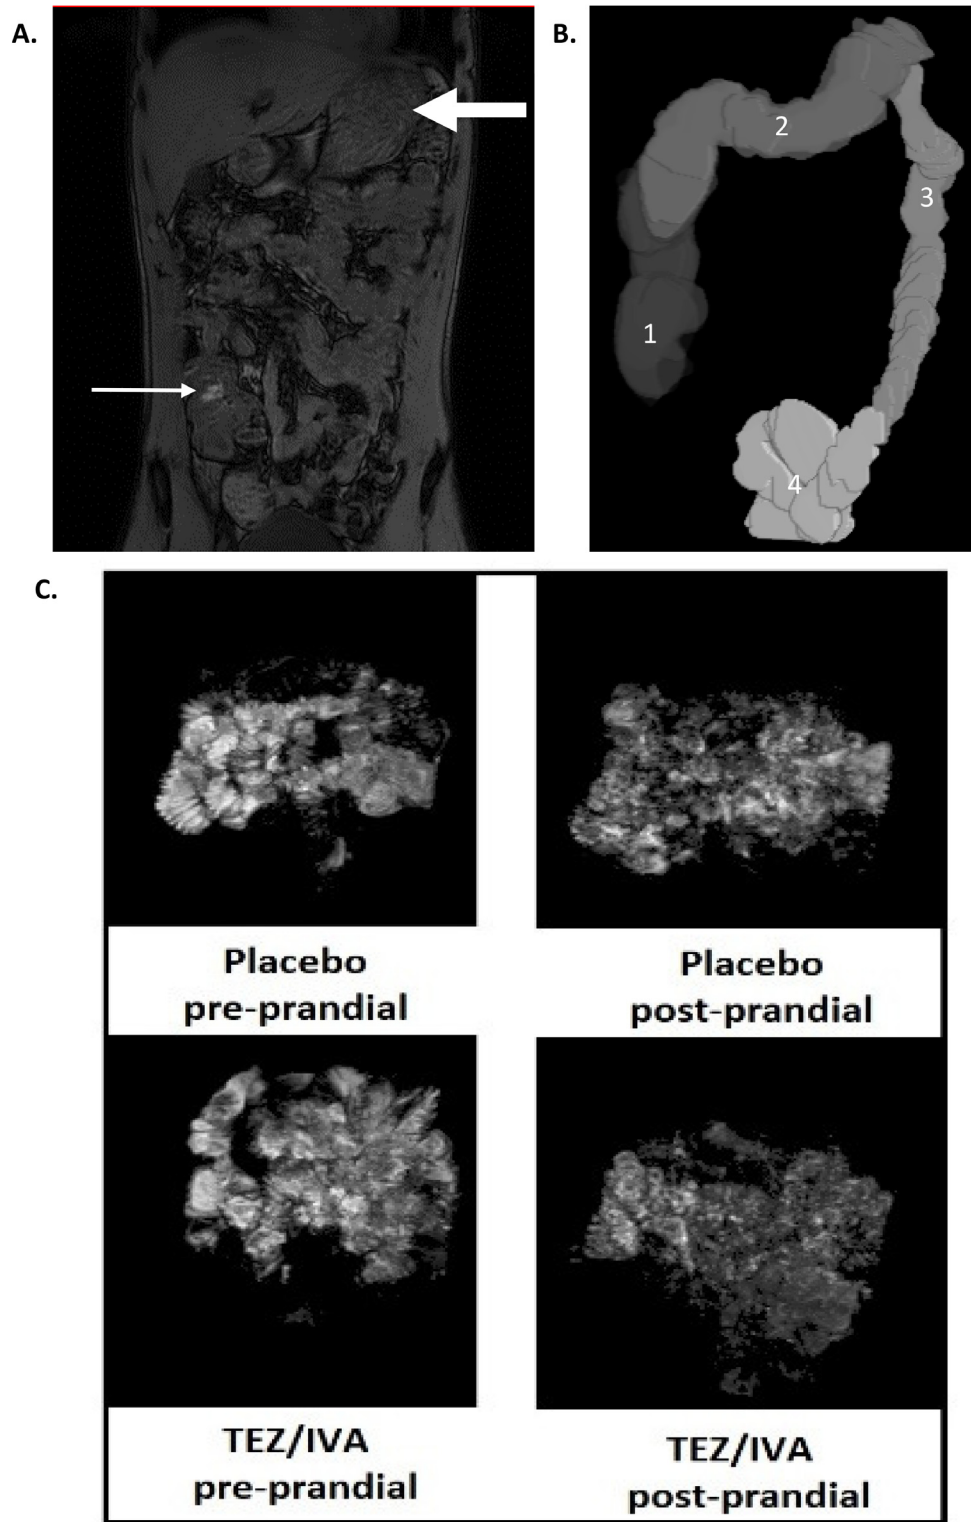 A.
B.
2
3
1
4
C.
Placebo
pre-prandial
Placebo
post-prandial
TEZ/IVA
pre-prandial
TEZ/IVA
post-prandial